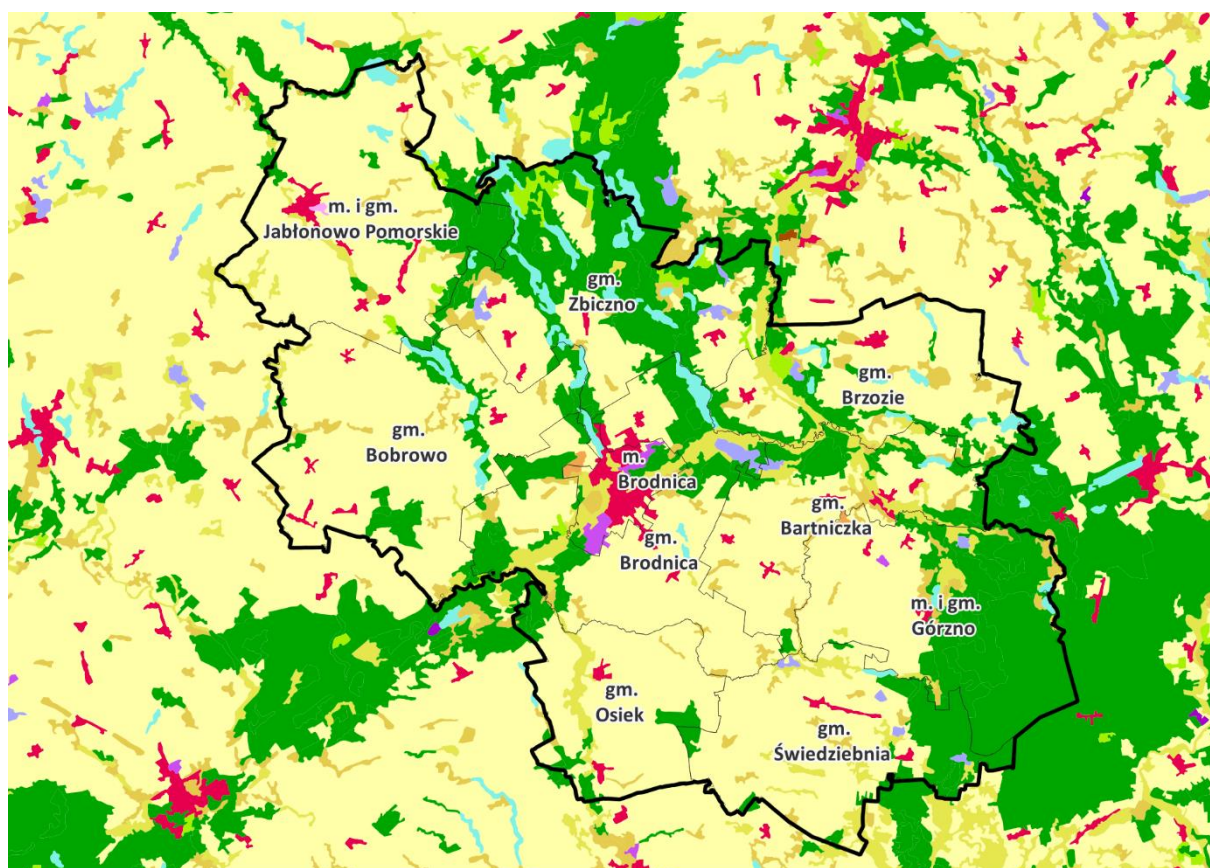 m. i gm.
Jabłonowo Pomorskie
gm.
Zbiczno
gm.
Brzozie
gm.
Bobrowo
m.
Brodnica
gm.
Bartniczka
gm.
Brodnica
m. i gm.
Górzno
gm.
Osiek
gm.
Świedziebnia